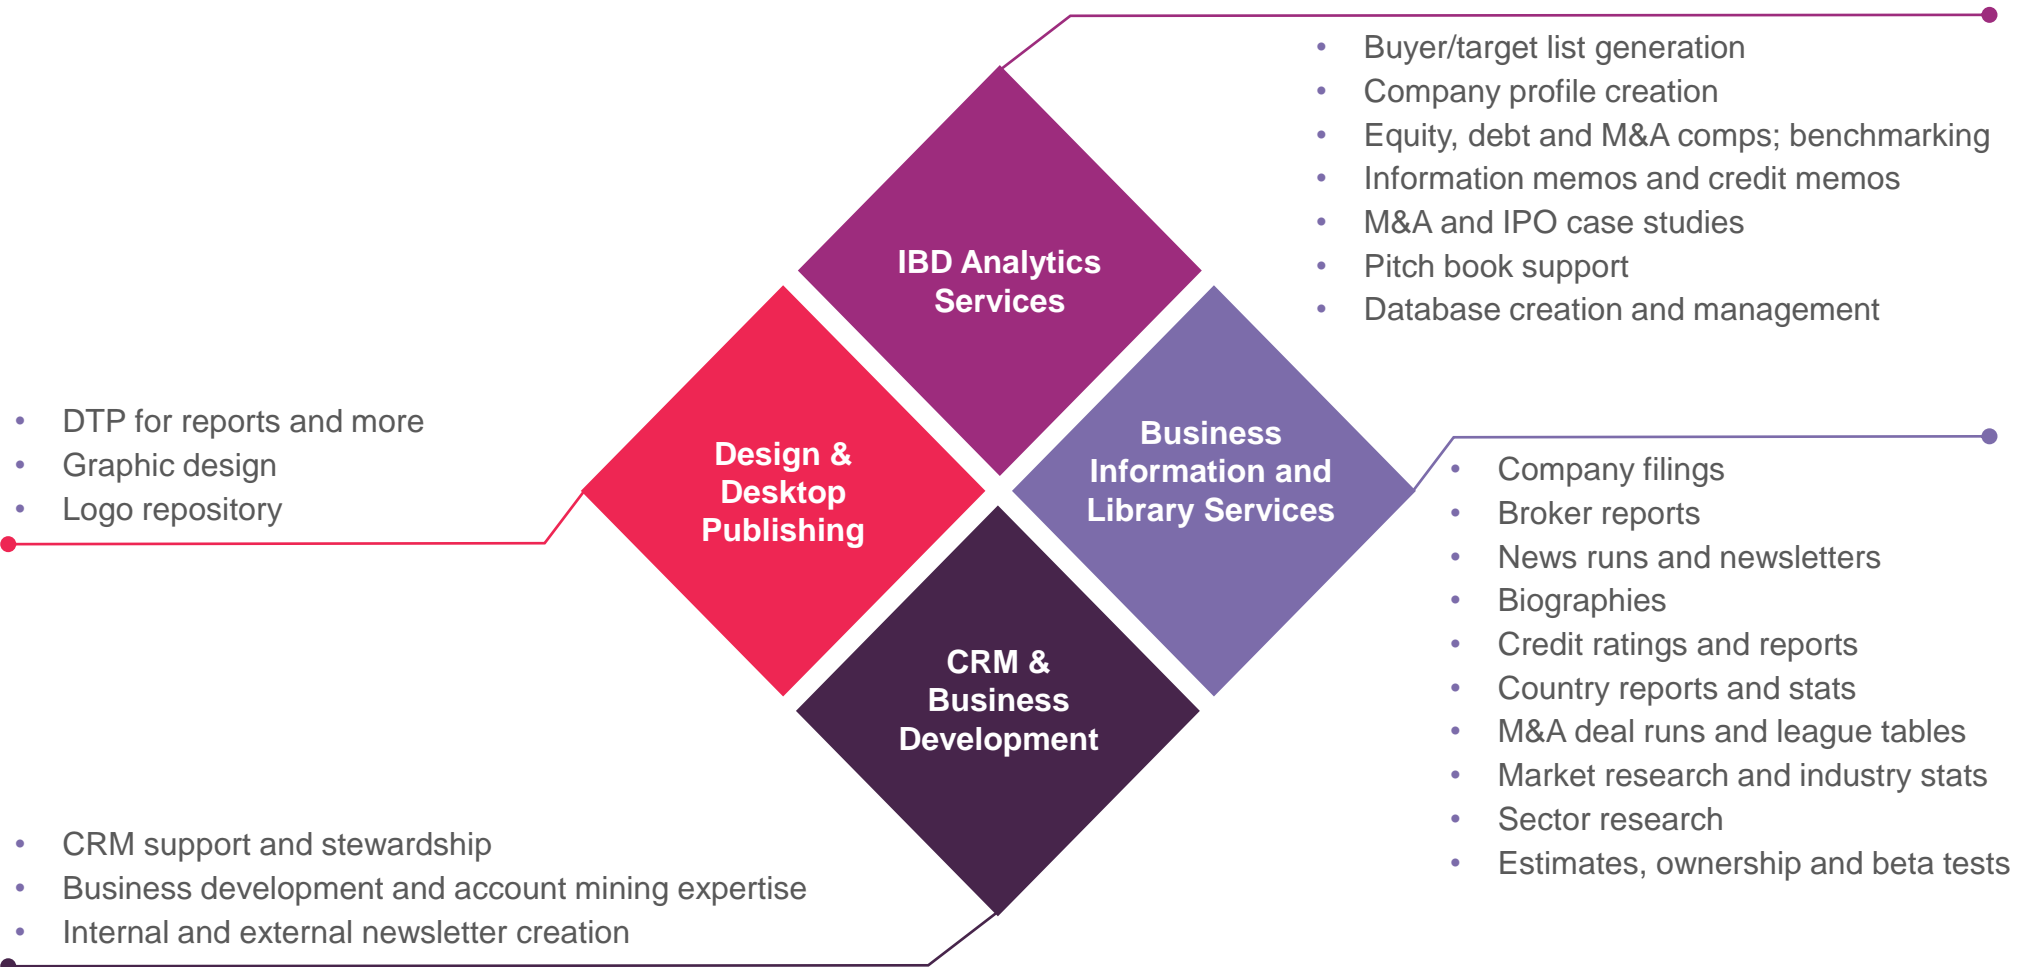 • Buyer/target list generation
• Company profile creation
• Equity, debt and M&A comps; benchmarking
• Information memos and credit memos
• M&A and IPO case studies
• Pitch book support
• Database creation and management
IBD Analytics
Services
• DTP for reports and more
• Graphic design
• Logo repository
Design &
Desktop
Publishing
Business
Information and
Library Services
• Company filings
• Broker reports
• News runs and newsletters
• Biographies
• Credit ratings and reports
• Country reports and stats
• M&A deal runs and league tables
• Market research and industry stats
• Sector research
• Estimates, ownership and beta tests
CRM &
Business
Development
• CRM support and stewardship
• Business development and account mining expertise
• Internal and external newsletter creation